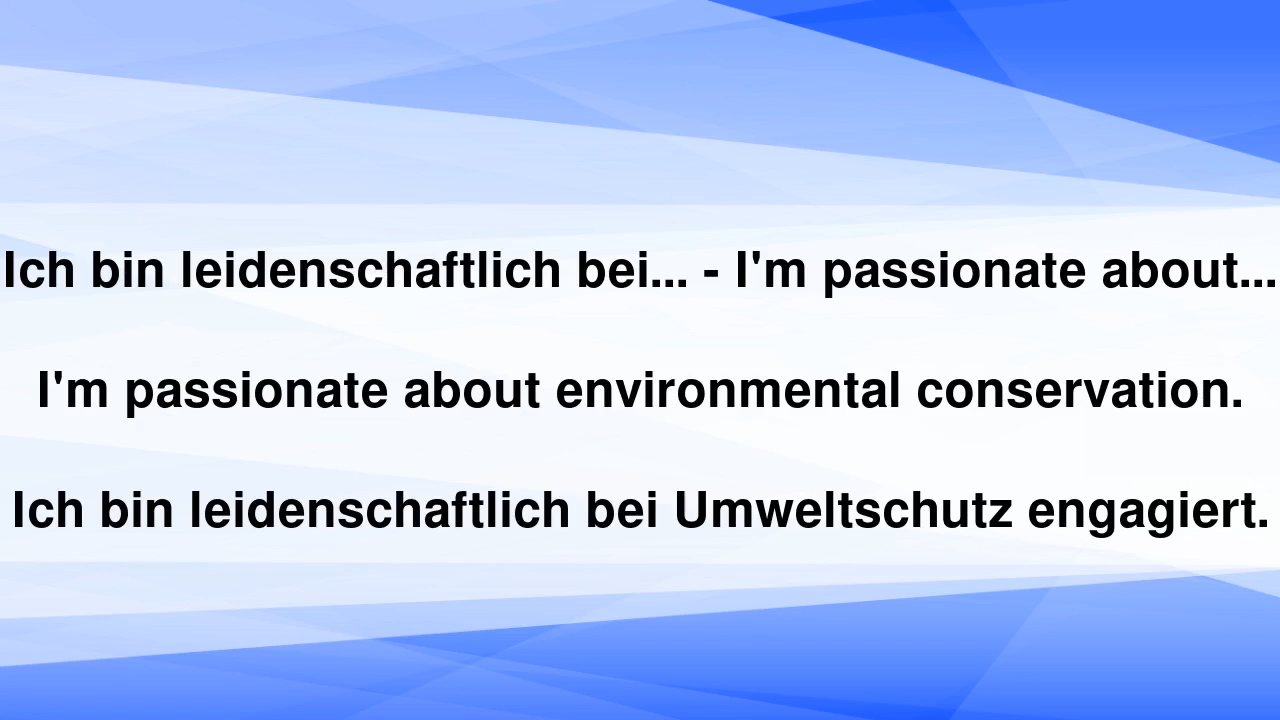 Ich bin leidenschaftlich bei... - I'm passionate about...
I'm passionate about environmental conservation.
Ich bin leidenschaftlich bei Umweltschutz engagiert.